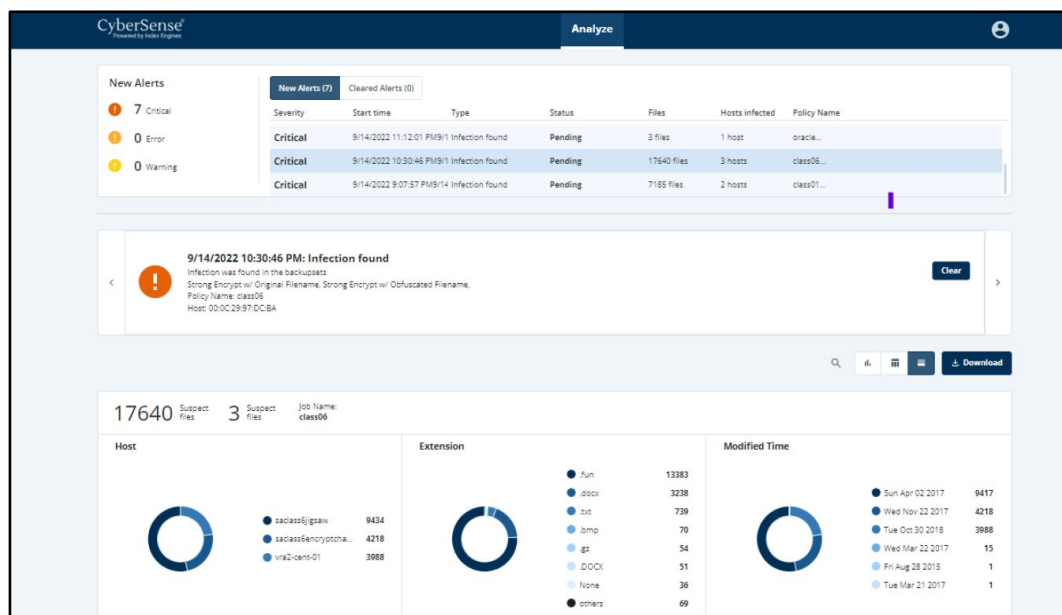 CyberSense®
Powered by Index Engines
Analyze
New Alerts
7 Critical
0 Error
0 Warning
New Alerts (7) Cleared Alerts (0)
Severity Start time Type Status Files Hosts infected Policy Name
Critical 9/14/2022 11:12:01 PM9/1 Infection found Pending 3 files 1 host oracle...
Critical 9/14/2022 10:30:46 PM9/1 Infection found Pending 17640 files 3 hosts class06...
Critical 9/14/2022 9:07:57 PM9/14 Infection found Pending 7185 files 2 hosts class01...
9/14/2022 10:30:46 PM: Infection found
Infection was found in the backupsets
Strong Encrypt w/ Original Filename, Strong Encrypt w/ Obfuscated Filename,
Policy Name: class06
Host: 00:0C:29:97:DC:BA
Clear
Download
17640 Suspect files 3 Suspect files Job Name: class06
Host
saclass6jigsaw 9434
saclass6encryptcha... 4218
vra2-cent-01 3988
Extension
.fun 13383
.docx 3238
.txt 739
.bmp 70
.gz 54
.DOCX 51
None 36
others 69
Modified Time
Sun Apr 02 2017 9417
Wed Nov 22 2017 4218
Tue Oct 30 2018 3988
Wed Mar 22 2017 15
Fri Aug 28 2015 1
Tue Mar 21 2017 1